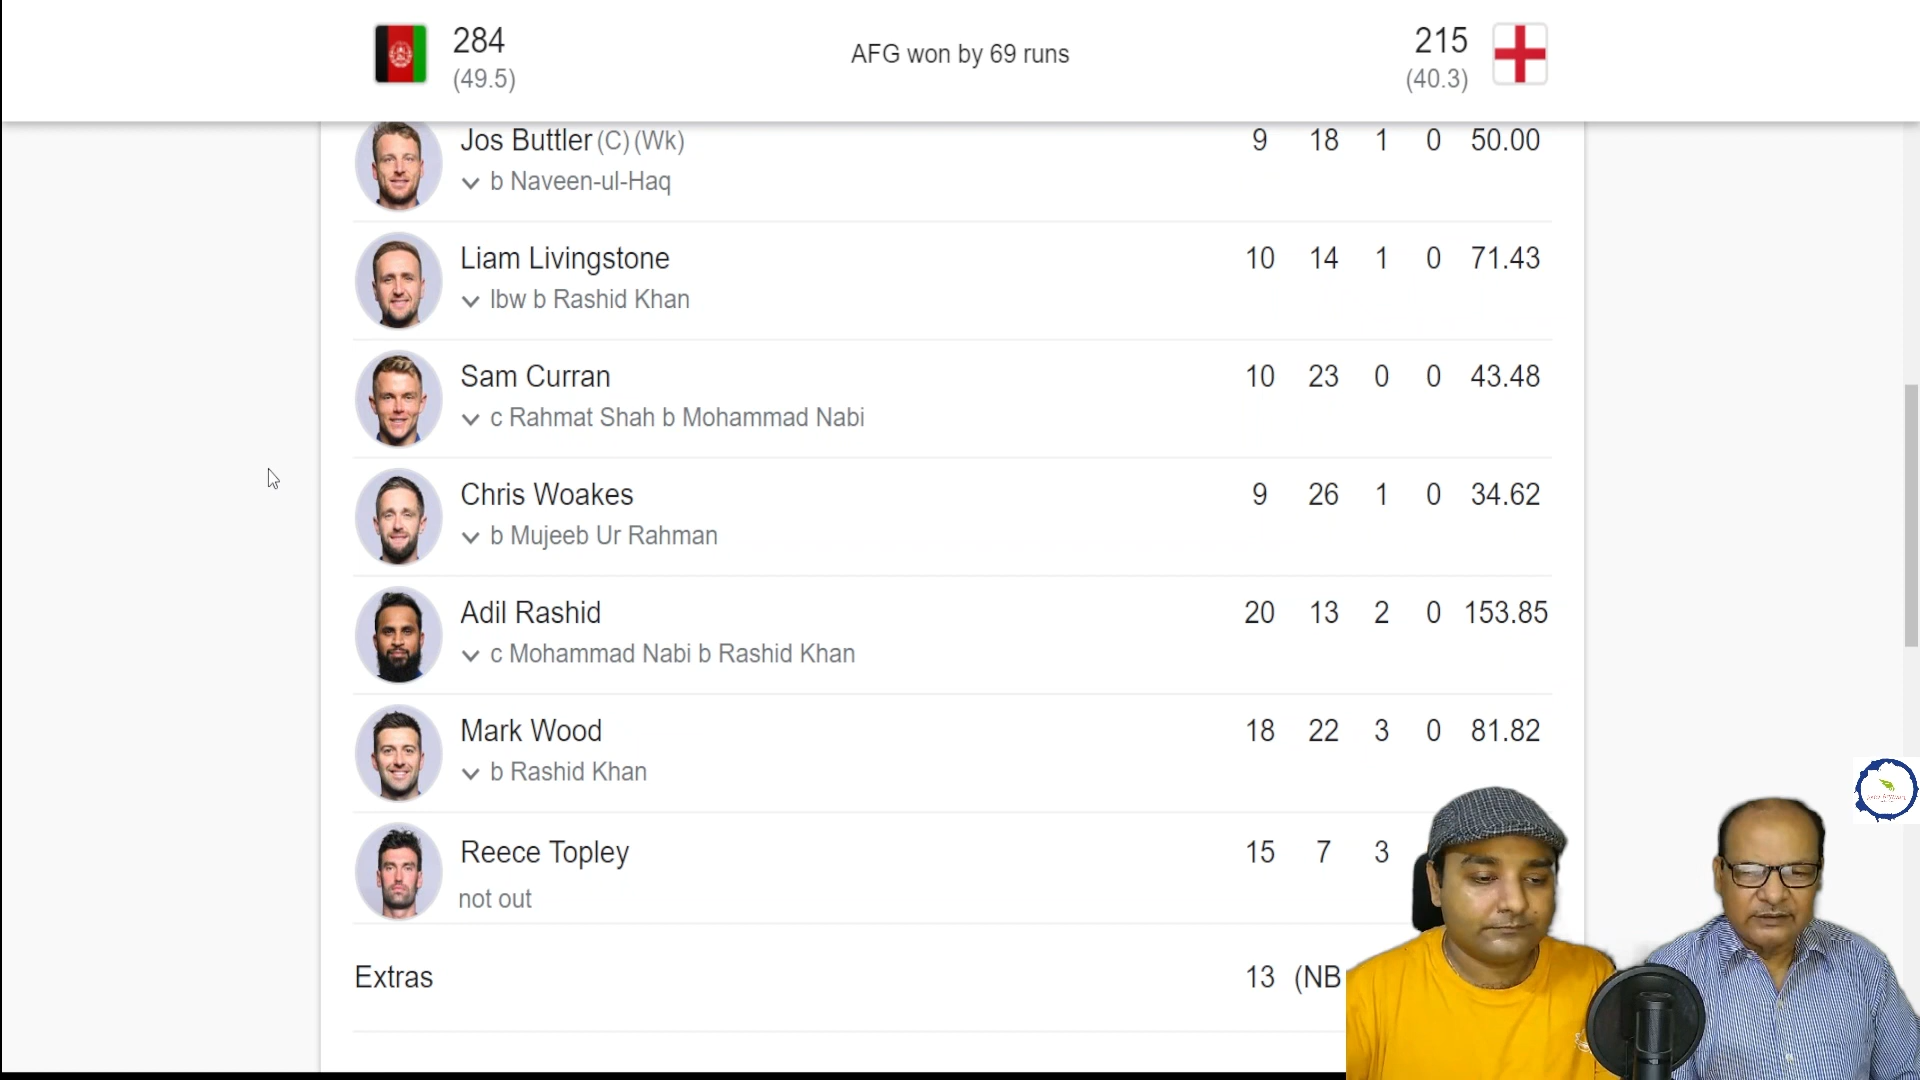 284
(49.5)
AFG won by 69 runs
215
(40.3)
Jos Buttler (C) (Wk) 9 18 1 0 50.00
b Naveen-ul-Haq
Liam Livingstone 10 14 1 0 71.43
lbw b Rashid Khan
Sam Curran 10 23 0 0 43.48
c Rahmat Shah b Mohammad Nabi
Chris Woakes 9 26 1 0 34.62
b Mujeeb Ur Rahman
Adil Rashid 20 13 2 0 153.85
c Mohammad Nabi b Rashid Khan
Mark Wood 18 22 3 0 81.82
b Rashid Khan
Reece Topley 15 7 3
not out
Extras 13 (NB